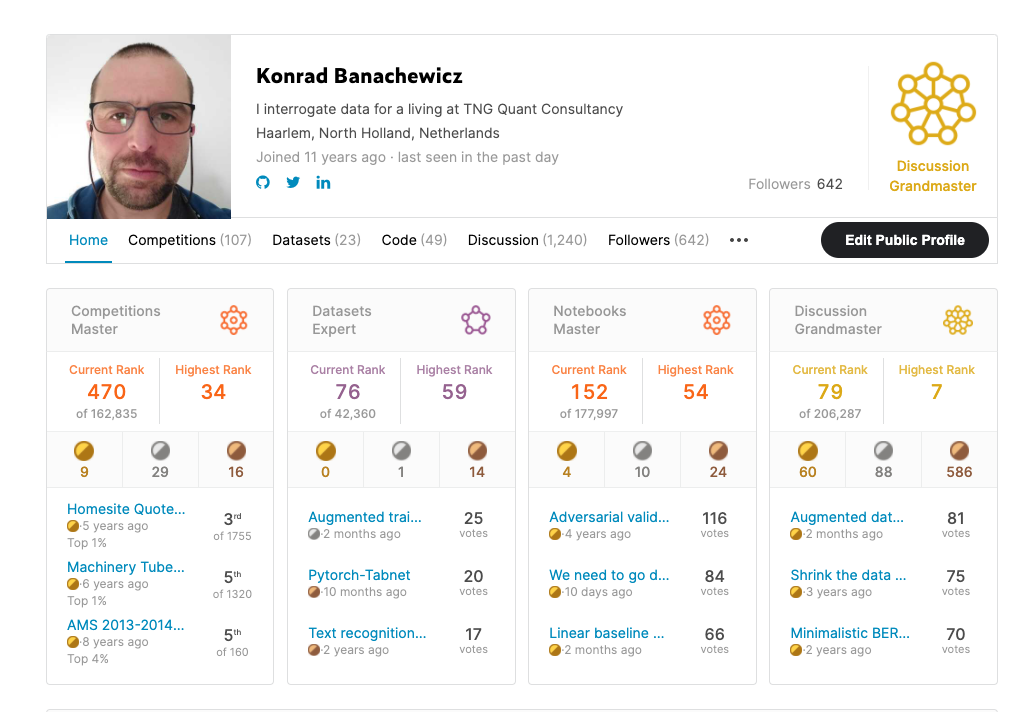 Konrad Banachewicz
I interrogate data for a living at TNG Quant Consultancy
Haarlem, North Holland, Netherlands
Joined 11 years ago · last seen in the past day
Followers 642
Discussion
Grandmaster
Home
Competitions (107)
Datasets (23)
Code (49)
Discussion (1,240)
Followers (642)
•••
Edit Public Profile
Competitions
Master
Current Rank
470
of 162,835
Highest Rank
34
9
29
16
Homesite Quote...
·5 years ago
Top 1%
3rd
of 1755
Machinery Tube...
·6 years ago
Top 1%
5th
of 1320
AMS 2013-2014...
·8 years ago
Top 4%
5th
of 160
Datasets
Expert
Current Rank
76
of 42,360
Highest Rank
59
0
1
14
Augmented trai...
·2 months ago
25
votes
Pytorch-Tabnet
·10 months ago
20
votes
Text recognition...
·2 years ago
17
votes
Notebooks
Master
Current Rank
152
of 177,997
Highest Rank
54
4
10
24
Adversarial valid...
·4 years ago
116
votes
We need to go d...
·10 days ago
84
votes
Linear baseline ...
·2 months ago
66
votes
Discussion
Grandmaster
Current Rank
79
of 206,287
Highest Rank
7
60
88
586
Augmented dat...
·2 months ago
81
votes
Shrink the data ...
·3 years ago
75
votes
Minimalistic BER...
·2 years ago
70
votes